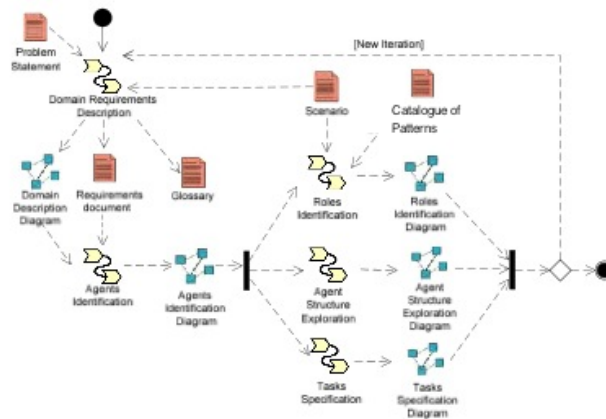 Problem
Statement
[New Iteration]
Domain Requirements
Description
Scenario
Catalogue of
Patterns
Domain
Description
Diagram
Requirements
document
Glossary
Roles
Identification
Roles
Identification
Diagram
Agents
Identification
Agents
Identification
Diagram
Agent
Structure
Exploration
Agent
Structure
Exploration
Diagram
Tasks
Specification
Tasks
Specification
Diagram